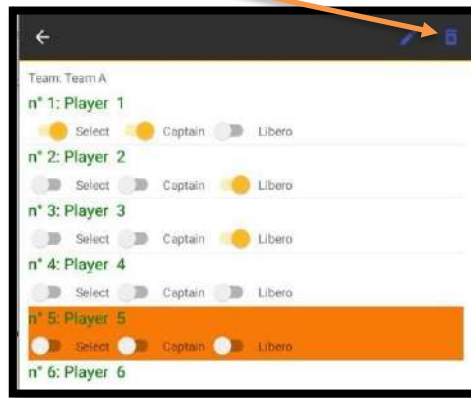 Team: Team A
n° 1: Player 1
Select Captain Libero
n° 2: Player 2
Select Captain Libero
n° 3: Player 3
Select Captain Libero
n° 4: Player 4
Select Captain Libero
n° 5: Player 5
Select Captain Libero
n° 6: Player 6